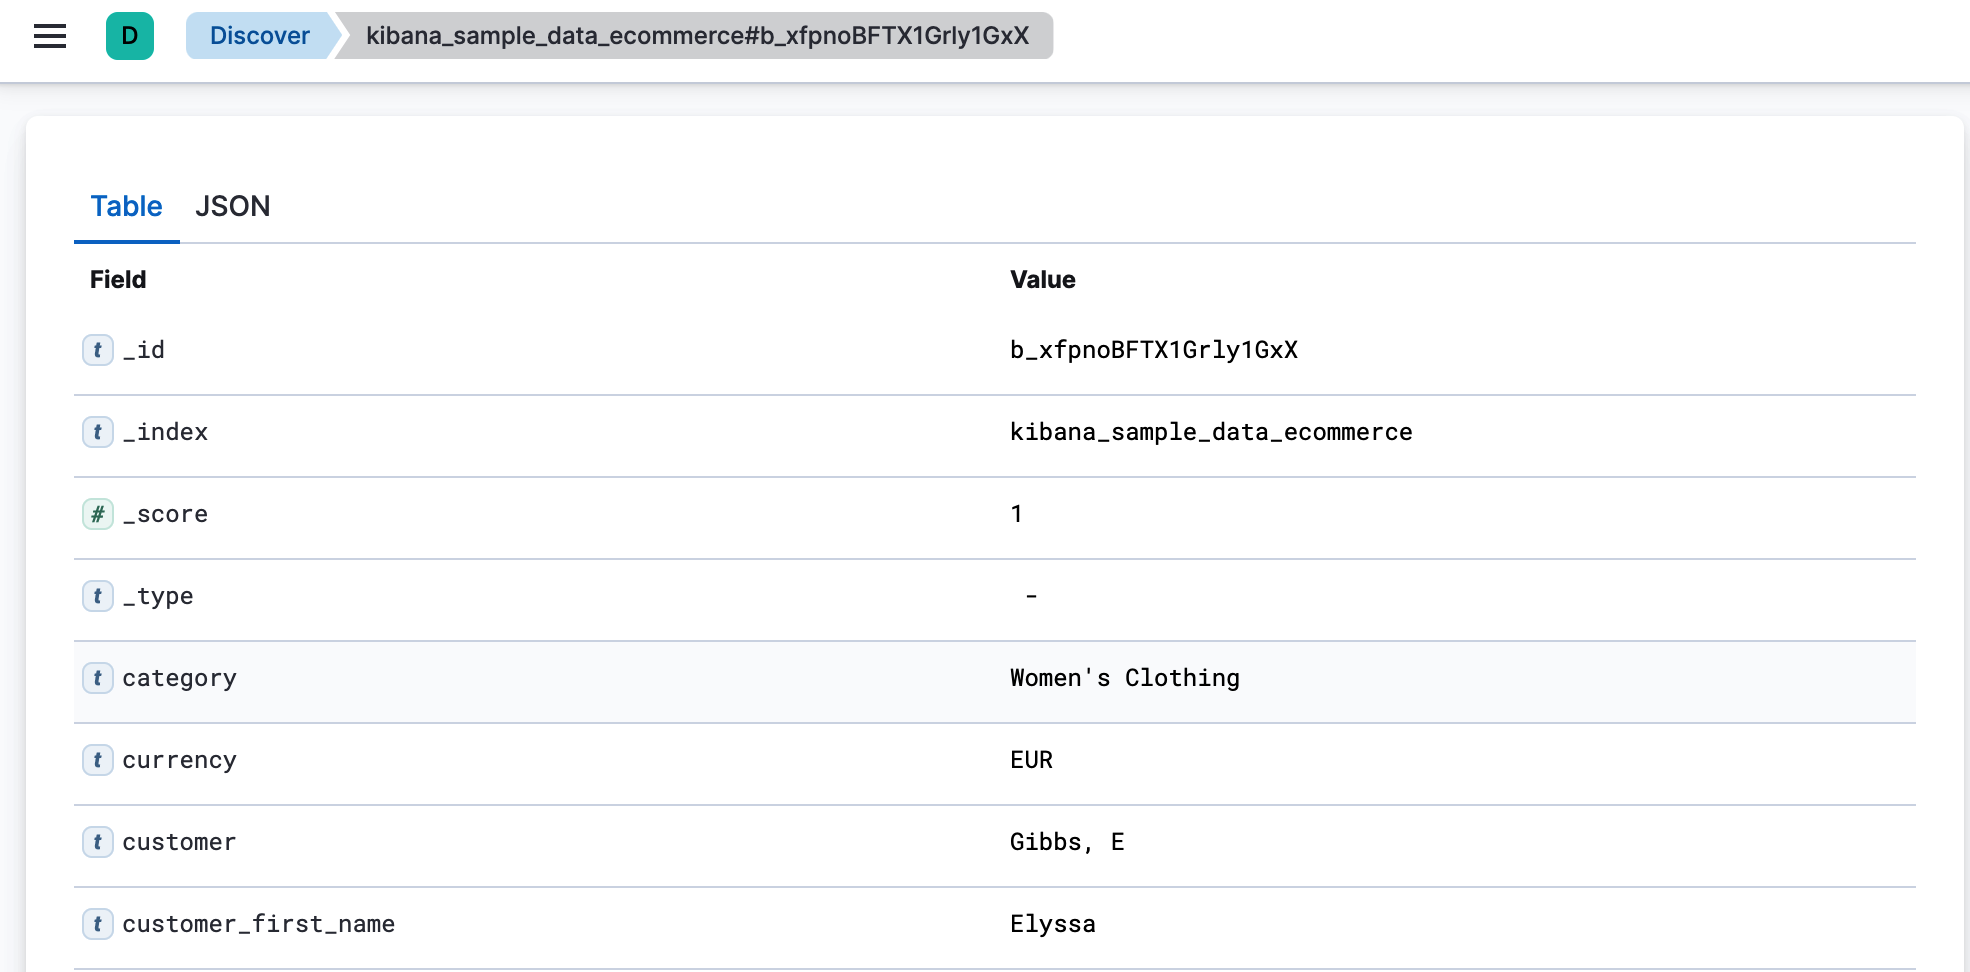 D Discover kibana_sample_data_ecommerce#b_xfpnoBFTX1Grly1GxX
Table JSON
Field Value
t _id b_xfpnoBFTX1Grly1GxX
t _index kibana_sample_data_ecommerce
# _score 1
t _type -
t category Women's Clothing
t currency EUR
t customer Gibbs, E
t customer_first_name Elyssa